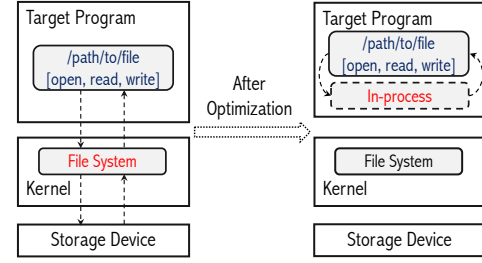 Target Program
/path/to/file
[open, read, write]
File System
Kernel
Storage Device
After
Optimization
Target Program
/path/to/file
[open, read, write]
In-process
File System
Kernel
Storage Device